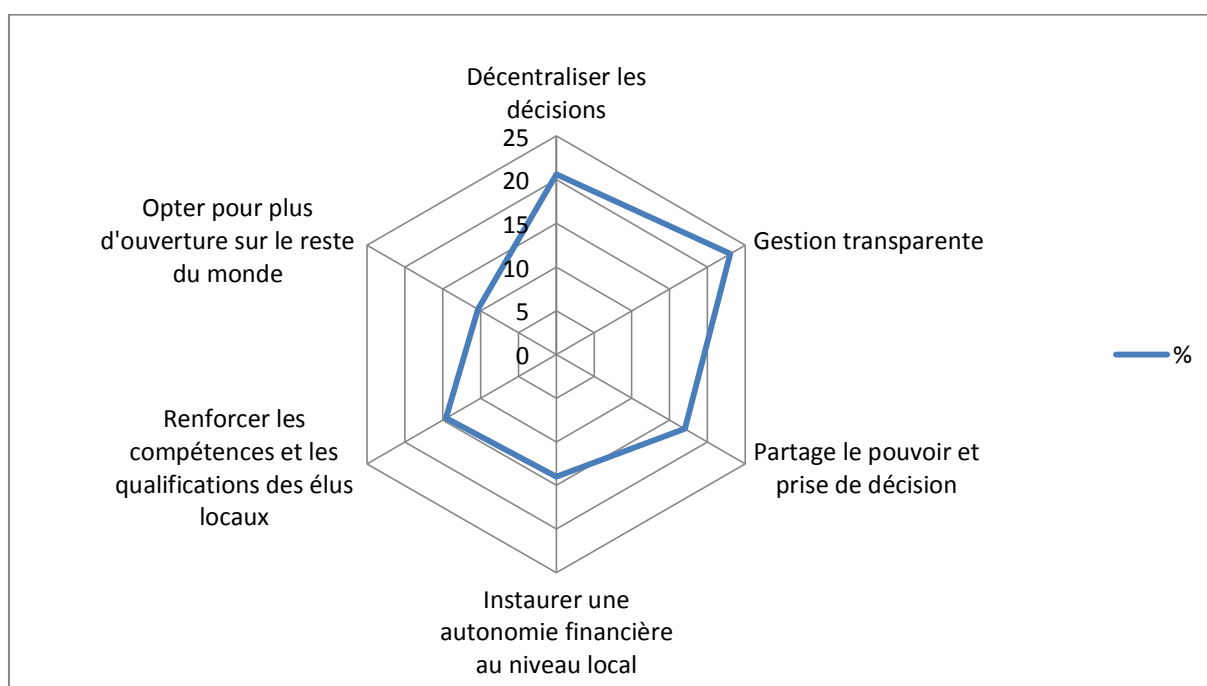 Décentraliser les
décisions
25
20
15
10
5
0
Gestion transparente
Partage le pouvoir et
prise de décision
Instaurer une
autonomie financière
au niveau local
Renforcer les
compétences et les
qualifications des élus
locaux
Opter pour plus
d'ouverture sur le reste
du monde
%